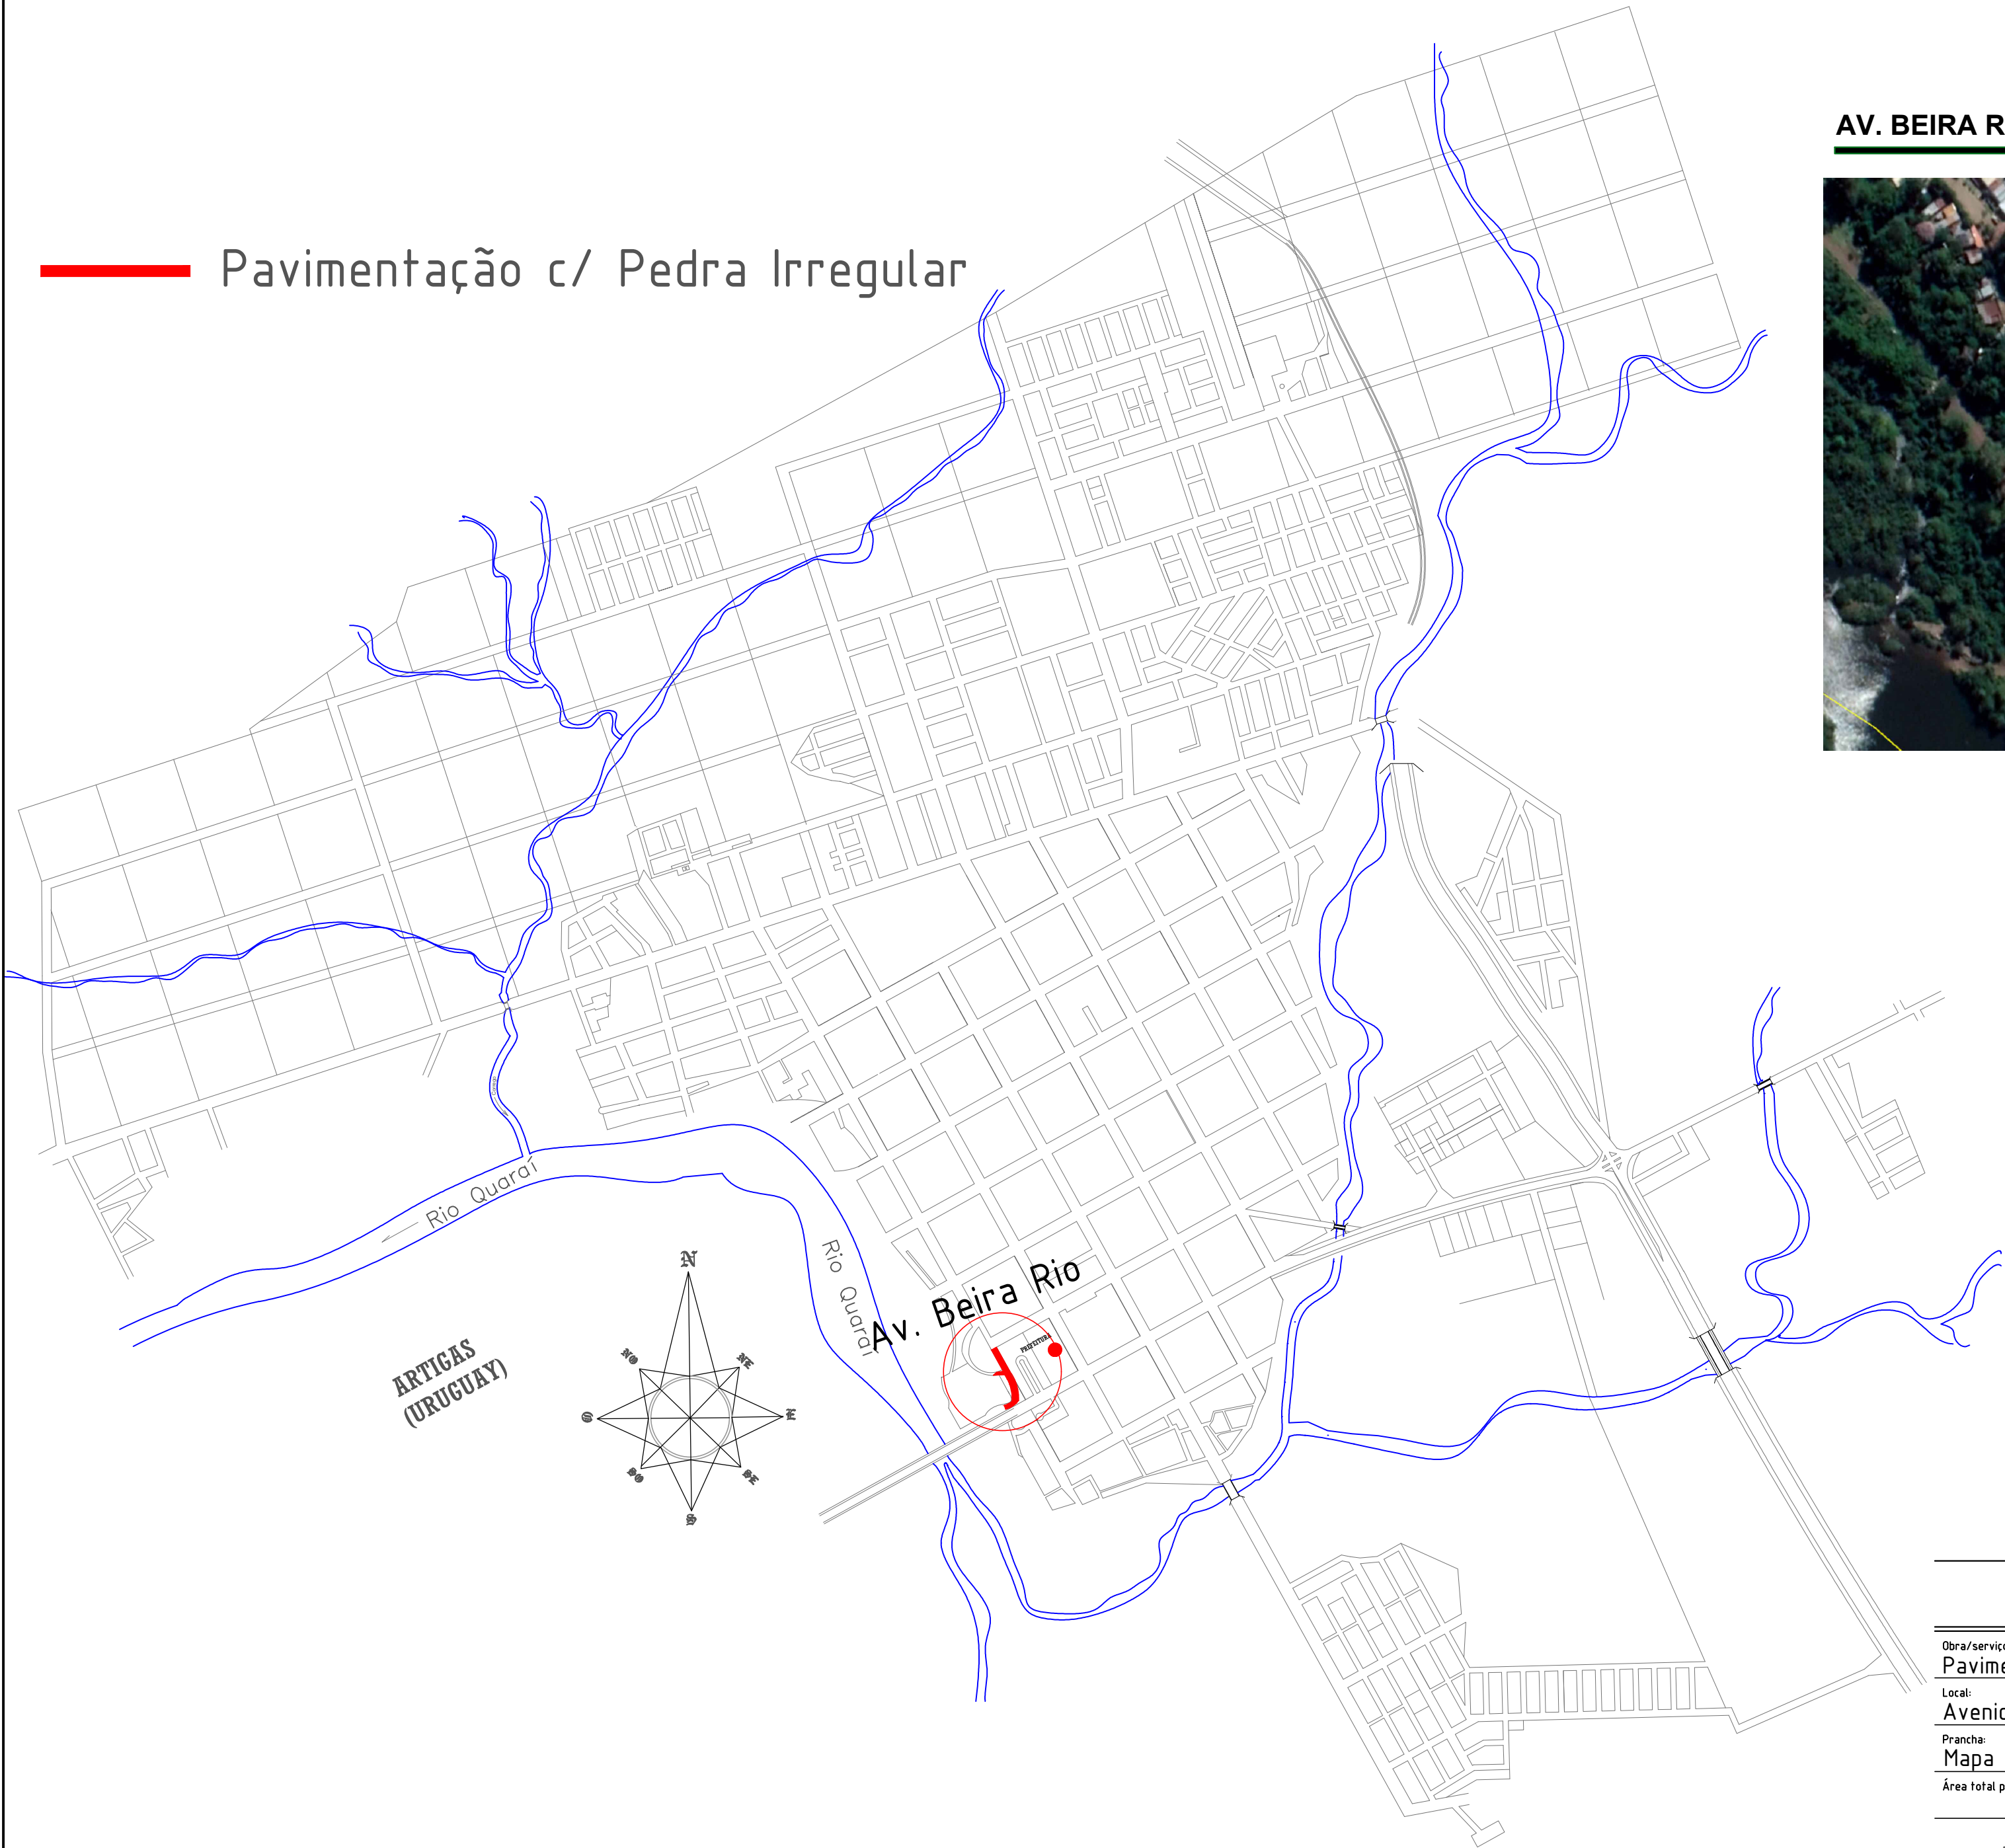 AV. BEIRA R
Pavimentação c/ Pedra Irregular
Rio Quaraí
Rio Quaraí
Av. Beira Rio
PREFEITURA
ARTIGAS
(URUGUAY)
N
NO
NE
O
E
SO
SE
S
Obra/serviço
Pavime
Local:
Avenid
Prancha:
Mapa
Área total p